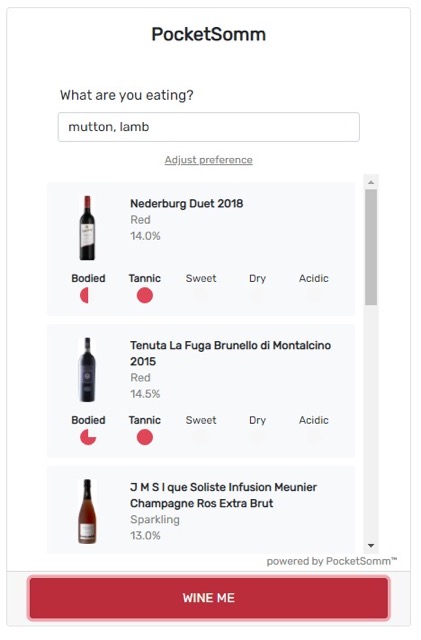 PocketSomm
What are you eating?
mutton, lamb
Adjust preference
Nederburg Duet 2018
Red
14.0%
Bodied Tannic Sweet Dry Acidic
Tenuta La Fuga Brunello di Montalcino
2015
Red
14.5%
Bodied Tannic Sweet Dry Acidic
J M S l que Soliste Infusion Meunier
Champagne Ros Extra Brut
Sparkling
13.0%
powered by PocketSomm™
WINE ME